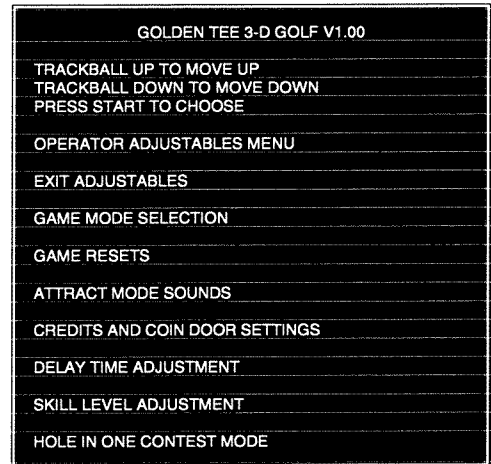 GOLDEN TEE 3-D GOLF V1.00
TRACKBALL UP TO MOVE UP
TRACKBALL DOWN TO MOVE DOWN
PRESS START TO CHOOSE
OPERATOR ADJUSTABLES MENU
EXIT ADJUSTABLES
GAME MODE SELECTION
GAME RESETS
ATTRACT MODE SOUNDS
CREDITS AND COIN DOOR SETTINGS
DELAY TIME ADJUSTMENT
SKILL LEVEL ADJUSTMENT
HOLE IN ONE CONTEST MODE